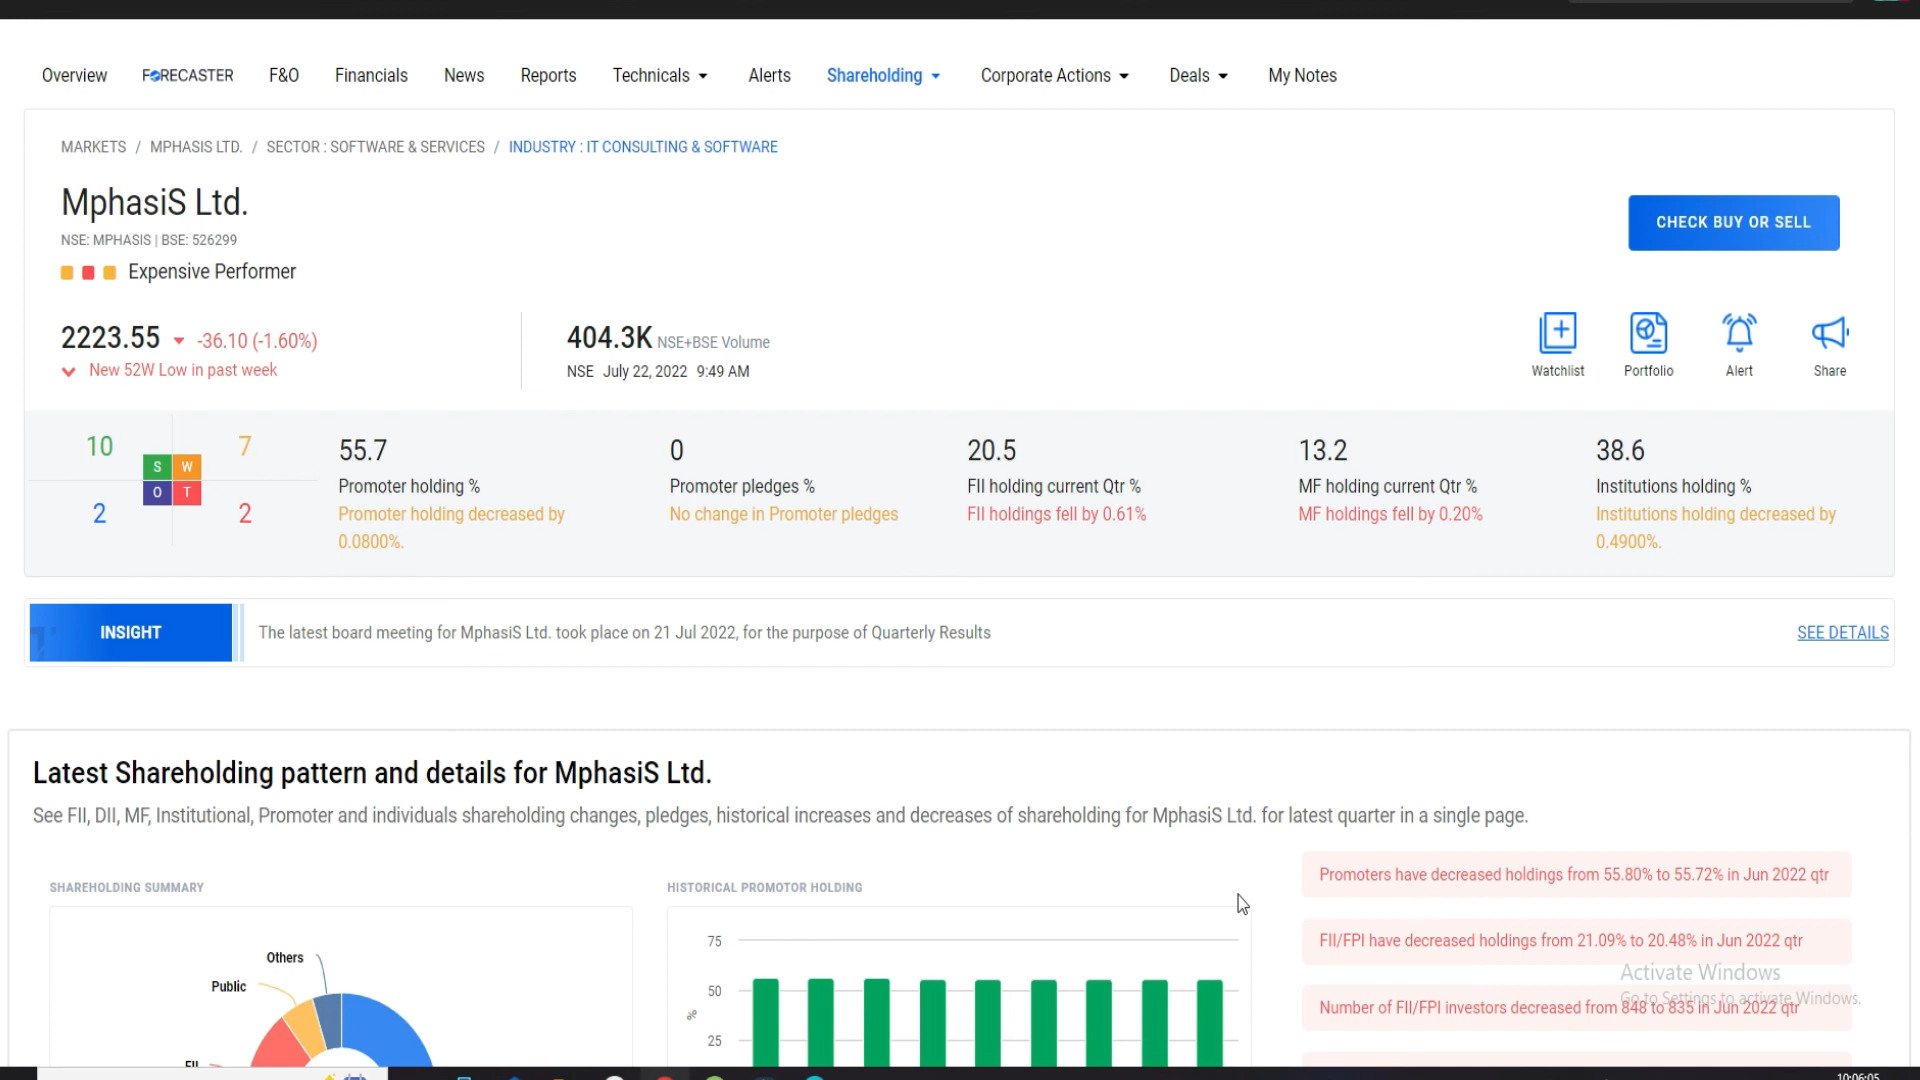 Overview FORECASTER F&O Financials News Reports Technicals Alerts Shareholding Corporate Actions Deals My Notes
MARKETS / MPHASIS LTD. / SECTOR : SOFTWARE & SERVICES / INDUSTRY : IT CONSULTING & SOFTWARE
MphasiS Ltd.
NSE: MPHASIS | BSE: 526299
Expensive Performer
CHECK BUY OR SELL
2223.55 -36.10 (-1.60%)
New 52W Low in past week
404.3K NSE+BSE Volume
NSE July 22, 2022 9:49 AM
Watchlist Portfolio Alert Share
10 7
S W
O T
2 2
55.7
Promoter holding %
Promoter holding decreased by
0.0800%.
0
Promoter pledges %
No change in Promoter pledges
20.5
FII holding current Qtr %
FII holdings fell by 0.61%
13.2
MF holding current Qtr %
MF holdings fell by 0.20%
38.6
Institutions holding %
Institutions holding decreased by
0.4900%.
INSIGHT
The latest board meeting for MphasiS Ltd. took place on 21 Jul 2022, for the purpose of Quarterly Results
SEE DETAILS
Latest Shareholding pattern and details for MphasiS Ltd.
See FII, DII, MF, Institutional, Promoter and individuals shareholding changes, pledges, historical increases and decreases of shareholding for MphasiS Ltd. for latest quarter in a single page.
SHAREHOLDING SUMMARY
Others
Public
FII
HISTORICAL PROMOTOR HOLDING
75
50
25
%
Promoters have decreased holdings from 55.80% to 55.72% in Jun 2022 qtr
FII/FPI have decreased holdings from 21.09% to 20.48% in Jun 2022 qtr
Activate Windows
Go to Settings to activate Windows.
Number of FII/FPI investors decreased from 848 to 835 in Jun 2022 qtr
10:06:05